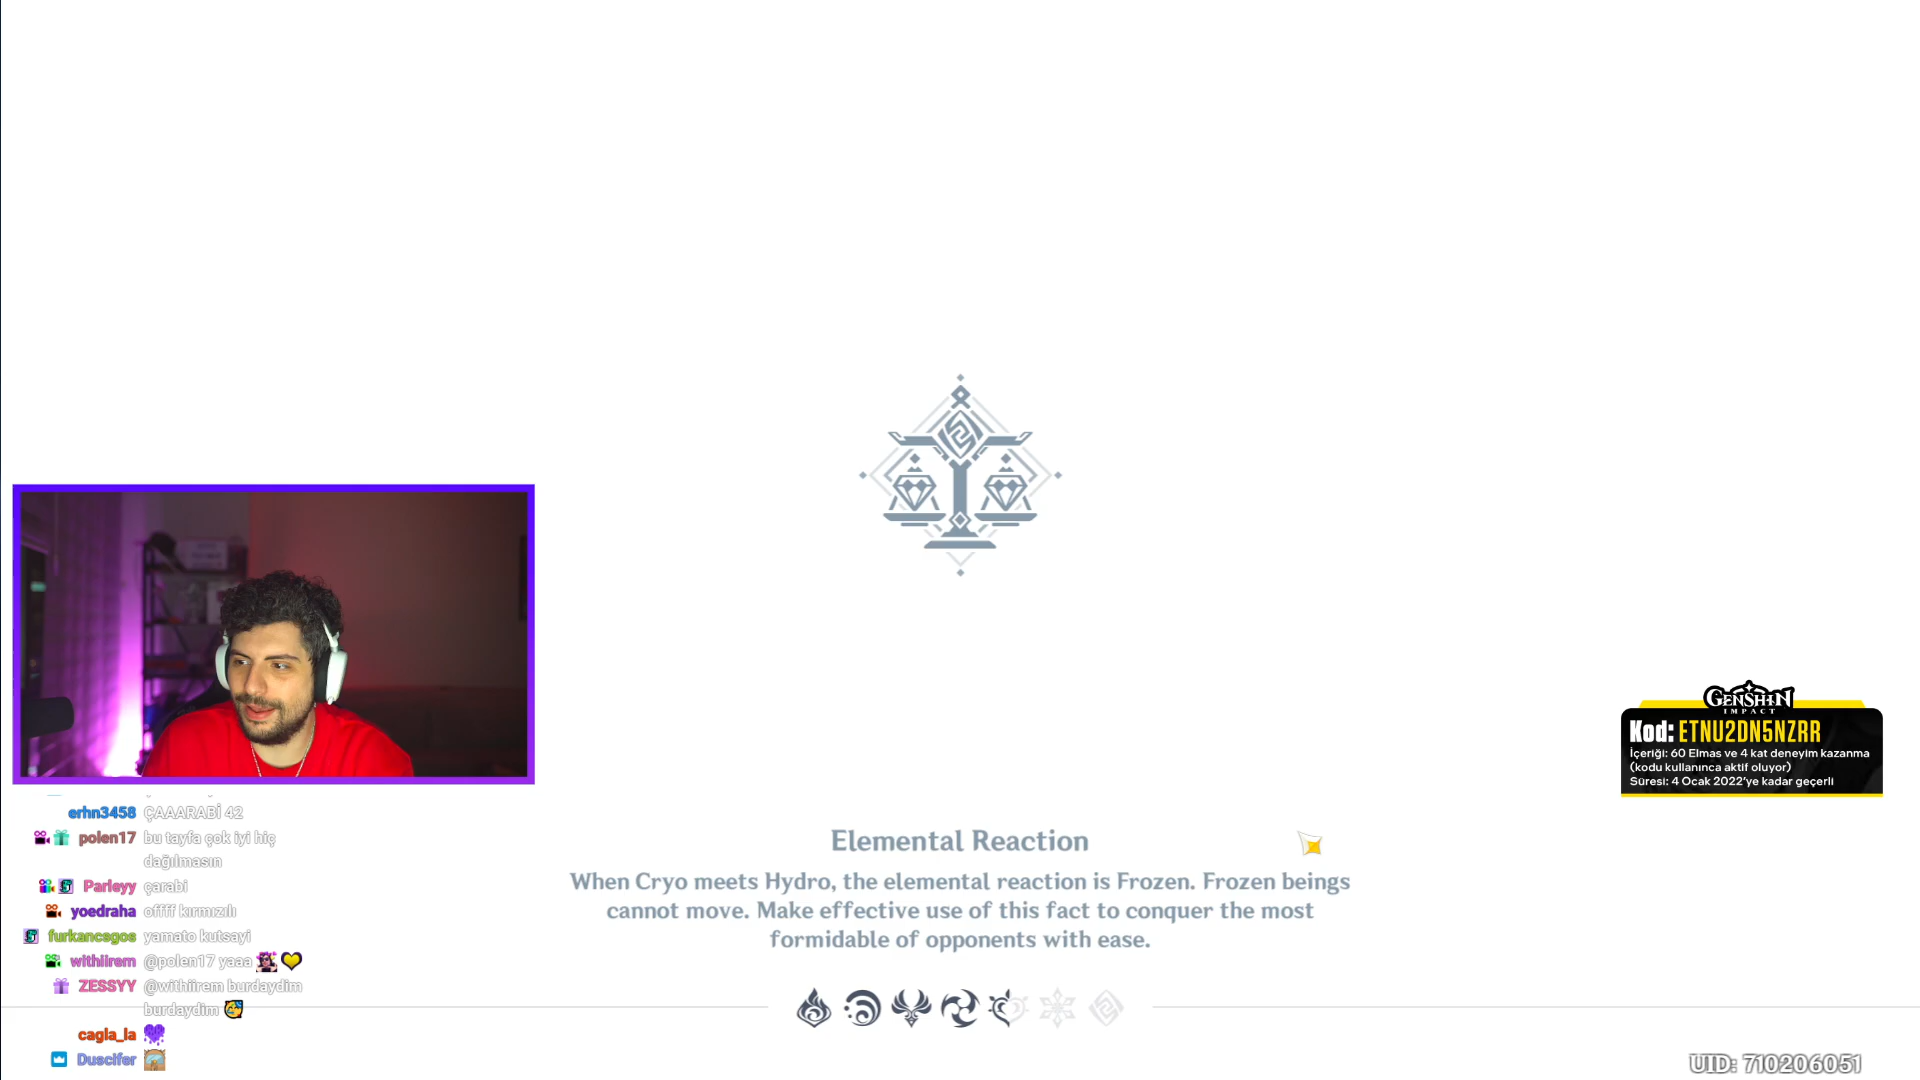 GENSHIN
IMPACT
Kod: ETNU2DN5NZRR
İçeriği: 60 Elmas ve 4 kat deneyim kazanma
(kodu kullanınca aktif oluyor)
Süresi: 4 Ocak 2022'ye kadar geçerli
erhn3458 ÇAAARABİ 42
polen17 bu tayfa çok iyi hiç
dağılmasın
Parleyy çarabi
yoedraha offff kırmızılı
furkancegos yamato kutsayi
withiirem @polen17 yaaa
ZESSYY @withiirem burdaydim
burdaydim
cagla_la
Duscifer
Elemental Reaction
When Cryo meets Hydro, the elemental reaction is Frozen. Frozen beings
cannot move. Make effective use of this fact to conquer the most
formidable of opponents with ease.
UID: 710206051